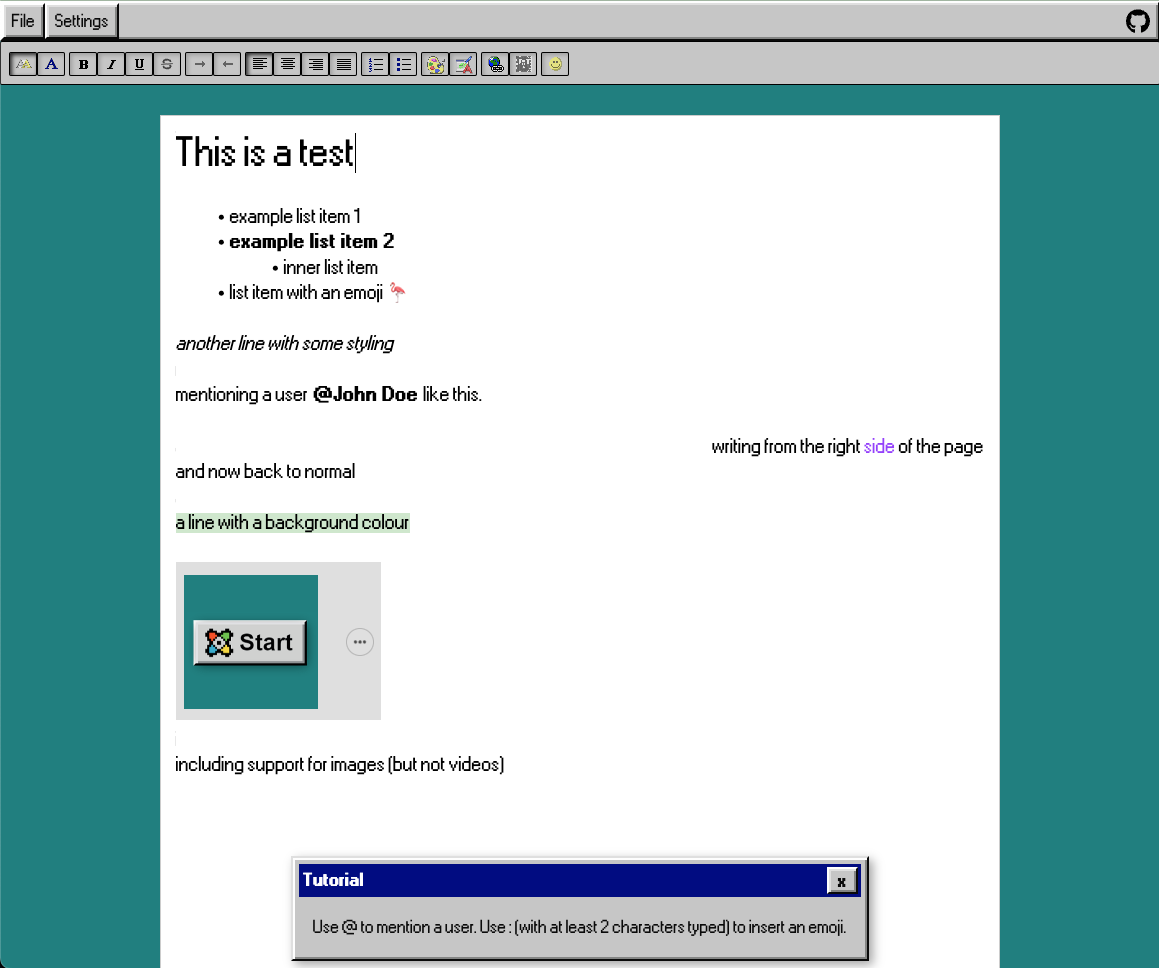 File Settings
A B I U S
This is a test
• example list item 1
• example list item 2
• inner list item
• list item with an emoji 🦩
another line with some styling
mentioning a user @John Doe like this.
writing from the right side of the page
and now back to normal
a line with a background colour
Start
including support for images (but not videos)
Tutorial x
Use @ to mention a user. Use : (with at least 2 characters typed) to insert an emoji.